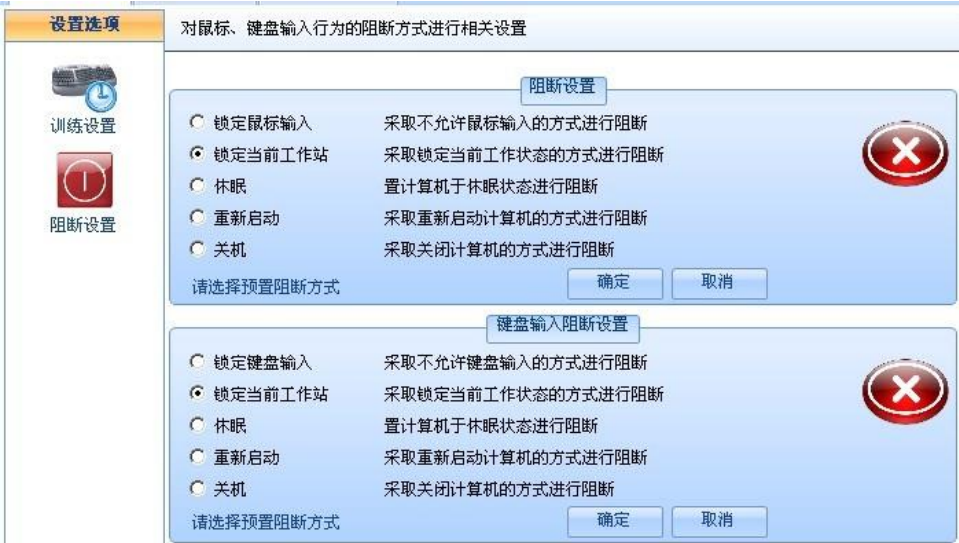 设置选项
对鼠标、键盘输入行为的阻断方式进行相关设置
训练设置
阻断设置
阻断设置
锁定鼠标输入 采取不允许鼠标输入的方式进行阻断
锁定当前工作站 采取锁定当前工作状态的方式进行阻断
休眠 置计算机于休眠状态进行阻断
重新启动 采取重新启动计算机的方式进行阻断
关机 采取关闭计算机的方式进行阻断
请选择预置阻断方式 确定 取消
键盘输入阻断设置
锁定键盘输入 采取不允许键盘输入的方式进行阻断
锁定当前工作站 采取锁定当前工作状态的方式进行阻断
休眠 置计算机于休眠状态进行阻断
重新启动 采取重新启动计算机的方式进行阻断
关机 采取关闭计算机的方式进行阻断
请选择预置阻断方式 确定 取消